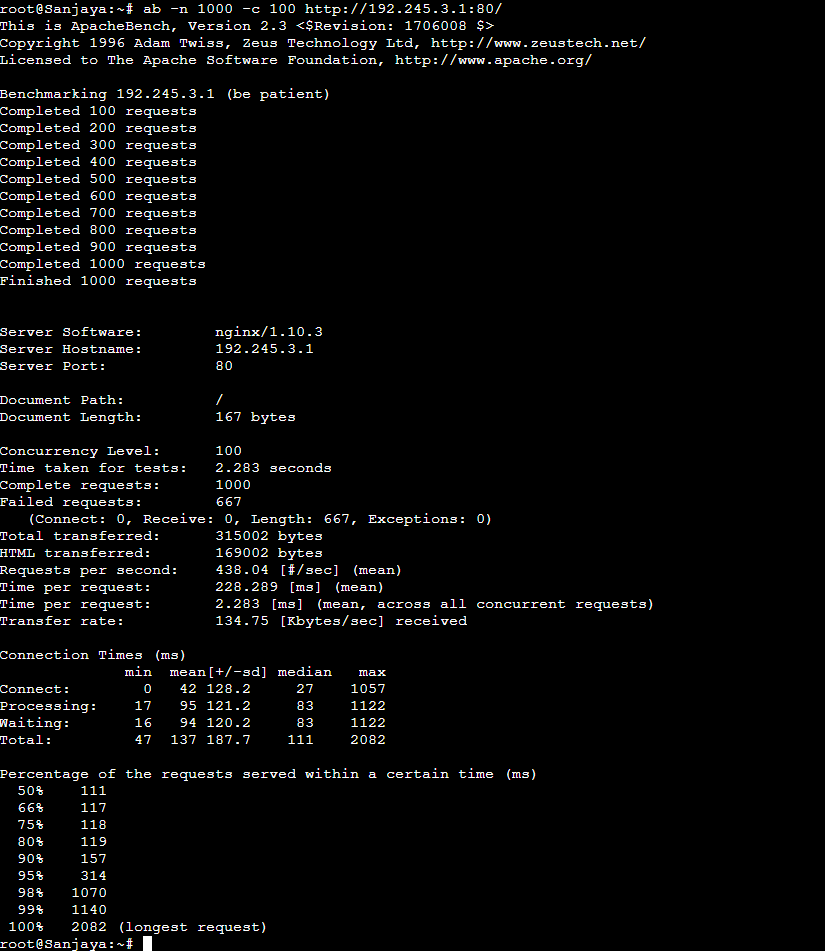 root@Sanjaya:~# ab -n 1000 -c 100 http://192.245.3.1:80/
This is ApacheBench, Version 2.3 <$Revision: 1706008 $>
Copyright 1996 Adam Twiss, Zeus Technology Ltd, http://www.zeustech.net/
Licensed to The Apache Software Foundation, http://www.apache.org/

Benchmarking 192.245.3.1 (be patient)
Completed 100 requests
Completed 200 requests
Completed 300 requests
Completed 400 requests
Completed 500 requests
Completed 600 requests
Completed 700 requests
Completed 800 requests
Completed 900 requests
Completed 1000 requests
Finished 1000 requests


Server Software:        nginx/1.10.3
Server Hostname:        192.245.3.1
Server Port:            80

Document Path:          /
Document Length:        167 bytes

Concurrency Level:      100
Time taken for tests:   2.283 seconds
Complete requests:      1000
Failed requests:        667
   (Connect: 0, Receive: 0, Length: 667, Exceptions: 0)
Total transferred:      315002 bytes
HTML transferred:       169002 bytes
Requests per second:    438.04 [#/sec] (mean)
Time per request:       228.289 [ms] (mean)
Time per request:       2.283 [ms] (mean, across all concurrent requests)
Transfer rate:          134.75 [Kbytes/sec] received

Connection Times (ms)
              min  mean[+/-sd] median   max
Connect:        0   42 128.2     27    1057
Processing:    17   95 121.2     83    1122
Waiting:       16   94 120.2     83    1122
Total:         47  137 187.7    111    2082

Percentage of the requests served within a certain time (ms)
  50%    111
  66%    117
  75%    118
  80%    119
  90%    157
  95%    314
  98%   1070
  99%   1140
 100%   2082 (longest request)
root@Sanjaya:~#